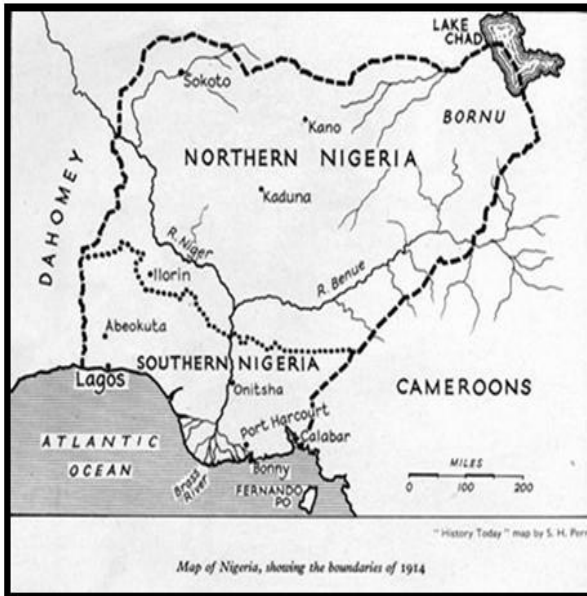 LAKE
CHAD
Sokoto
BORNU
Kano
NORTHERN NIGERIA
DAHOMEY
Kaduna
R. Niger
R. Benue
Ilorin
Abeokuta
SOUTHERN NIGERIA
Lagos
Onitsha
CAMEROONS
Port Harcourt
Calabar
ATLANTIC
OCEAN
Brass
River
Bonny
FERNANDO
PO
MILES
0 100 200
"History Today" map by S. H.
Map of Nigeria, showing the boundaries of 1914